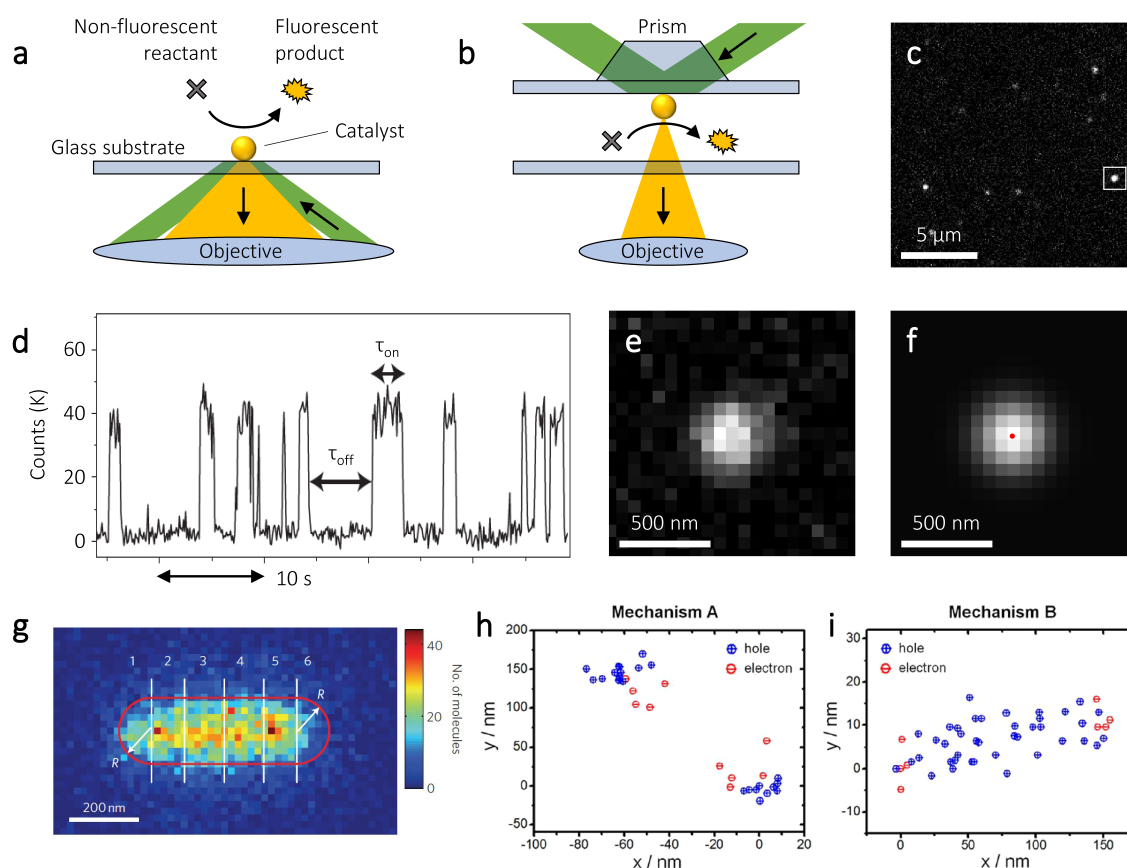 a
Non-fluorescent
reactant
Fluorescent
product
Catalyst
Glass substrate
Objective
b
Prism
Objective
c
5 μm
d
Counts (K)
60
40
20
0
τon
τoff
10 s
e
500 nm
f
500 nm
g
1 2 3 4 5 6
R
R
200 nm
40
20
0
No. of molecules
h
Mechanism A
hole
electron
y / nm
200
150
100
50
0
-50
-100 -80 -60 -40 -20 0 20
x / nm
i
Mechanism B
hole
electron
y / nm
30
20
10
0
-10
0 50 100 150
x / nm